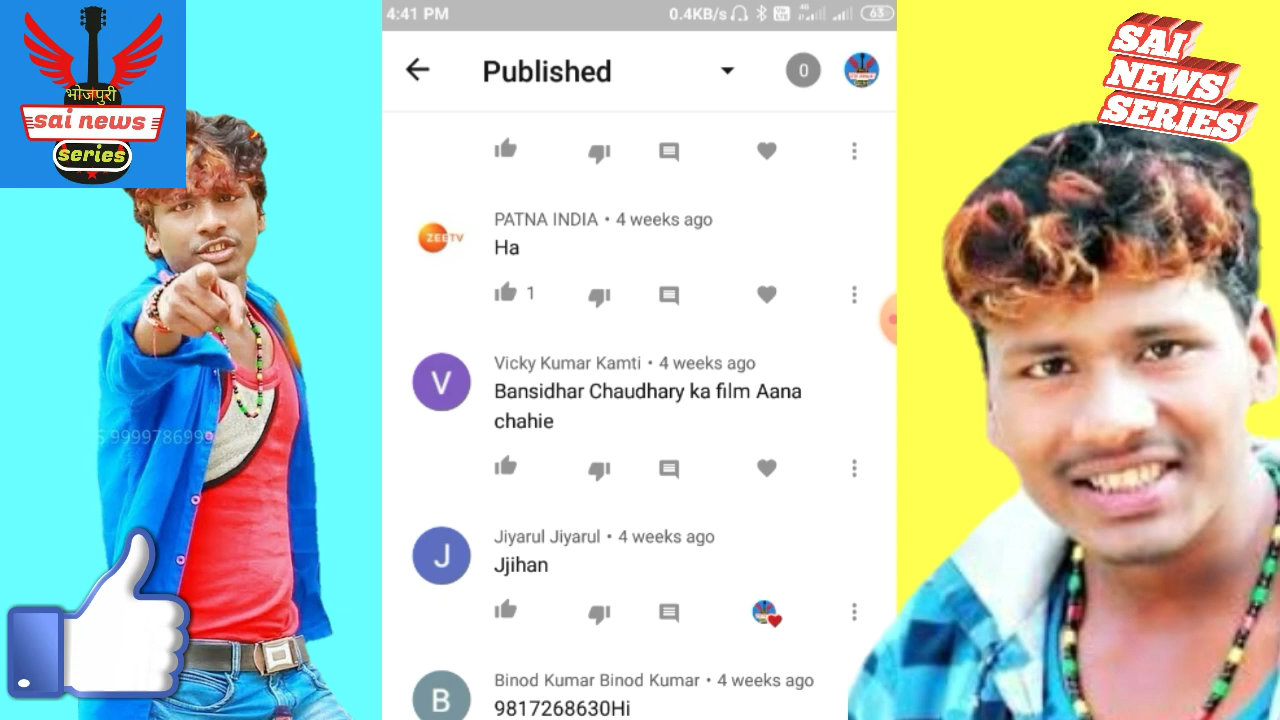 भोजपुरी
sai news
series
4:41 PM
0.4KB/s
4G
63
Published
0
PATNA INDIA • 4 weeks ago
ZEETV
Ha
1
Vicky Kumar Kamti • 4 weeks ago
V
Bansidhar Chaudhary ka film Aana
chahie
Jiyarul Jiyarul • 4 weeks ago
J
Jjihan
Binod Kumar Binod Kumar • 4 weeks ago
B
9817268630Hi
SAI
NEWS
SERIES